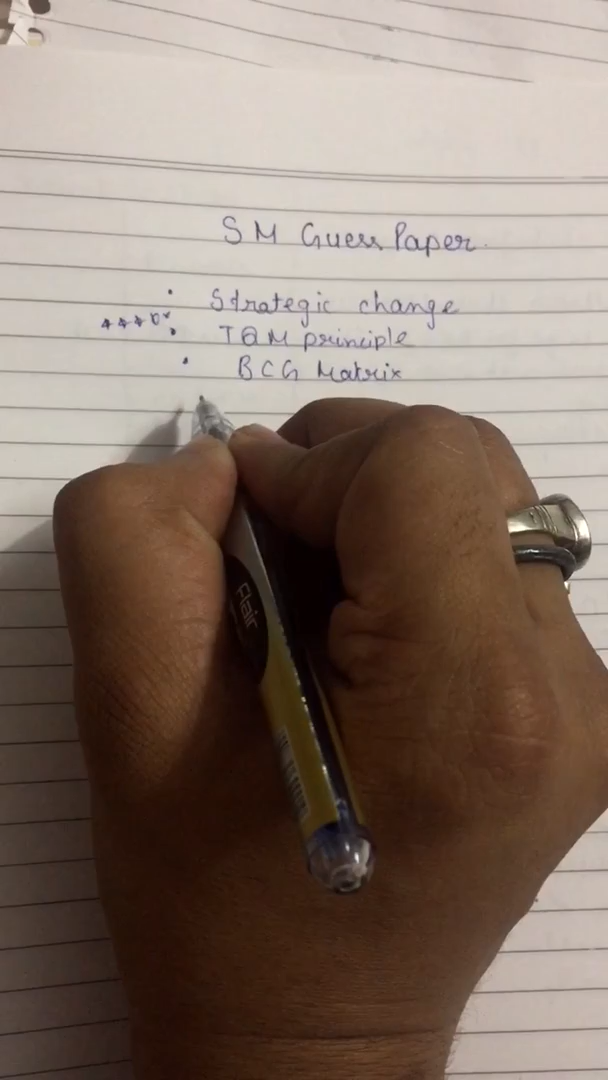 SM Guess Paper.
• Strategic change
• TQM principle
• BCG Matrix
Flair